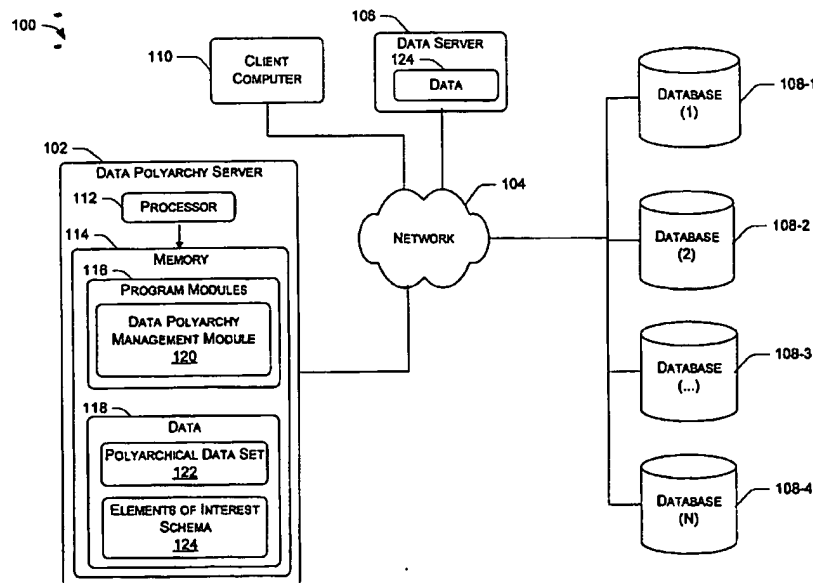 100
106
DATA SERVER
124
DATA
110
CLIENT
COMPUTER
DATABASE
(1)
108-1
102
DATA POLYARCHY SERVER
112
PROCESSOR
114
MEMORY
116
PROGRAM MODULES
DATA POLYARCHY
MANAGEMENT MODULE
120
118
DATA
POLYARCHICAL DATA SET
122
ELEMENTS OF INTEREST
SCHEMA
124
104
NETWORK
DATABASE
(2)
108-2
DATABASE
(...)
108-3
DATABASE
(N)
108-4